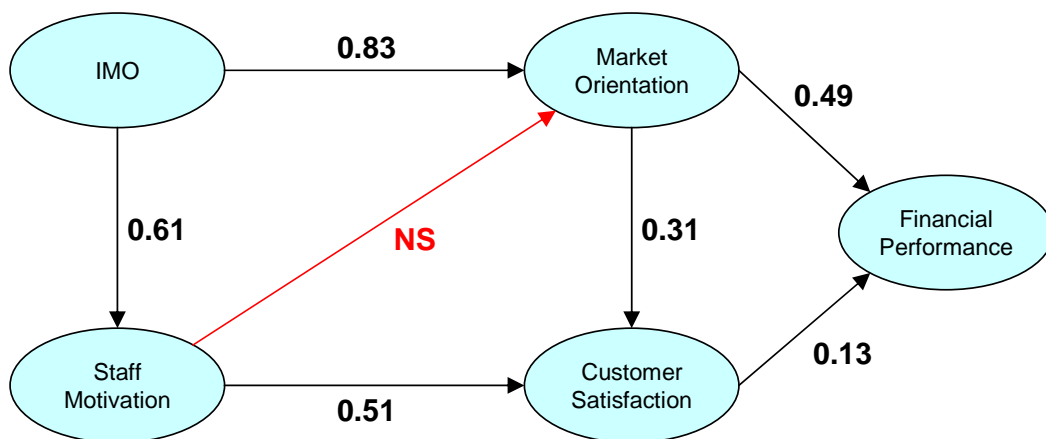 IMO
0.83
Market
Orientation
0.49
0.61
NS
0.31
Financial
Performance
Staff
Motivation
0.51
Customer
Satisfaction
0.13